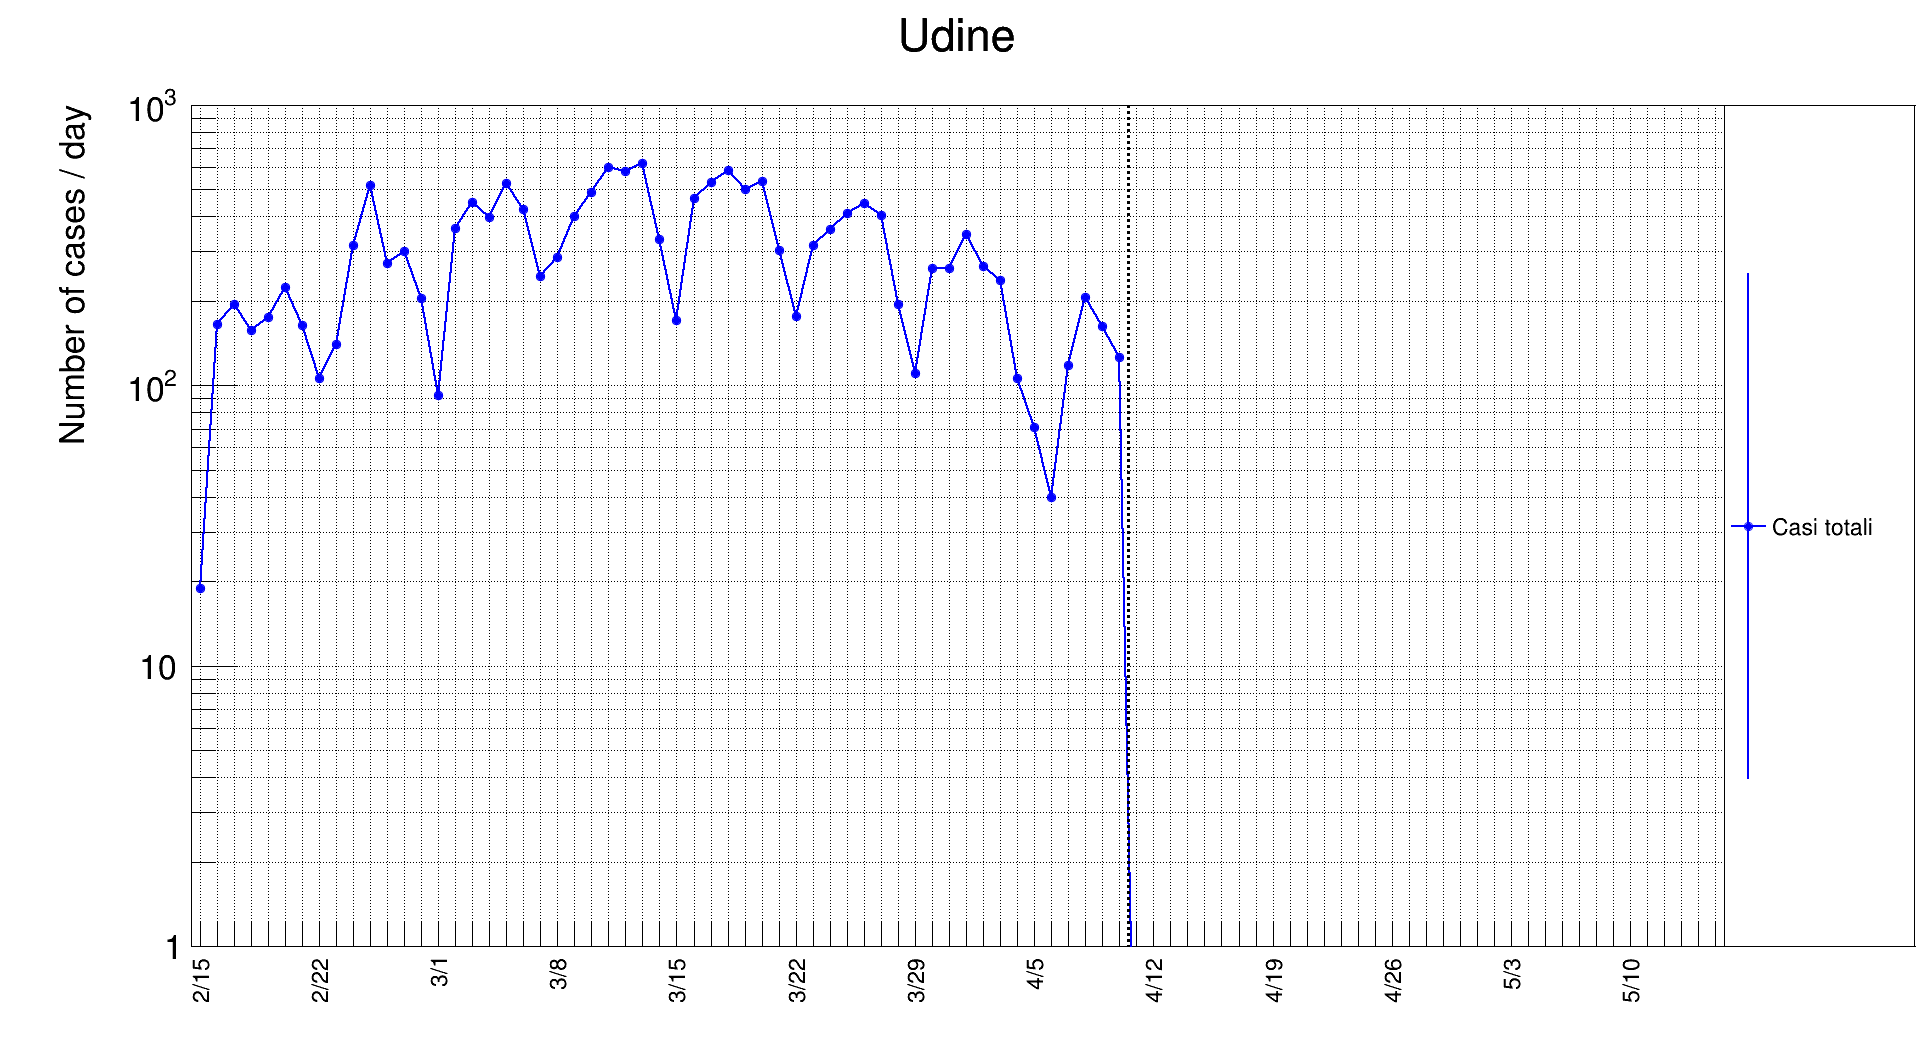 Udine
Number of cases / day
10³
10²
10
1
2/15 2/22 3/1 3/8 3/15 3/22 3/29 4/5 4/12 4/19 4/26 5/3 5/10
Casi totali